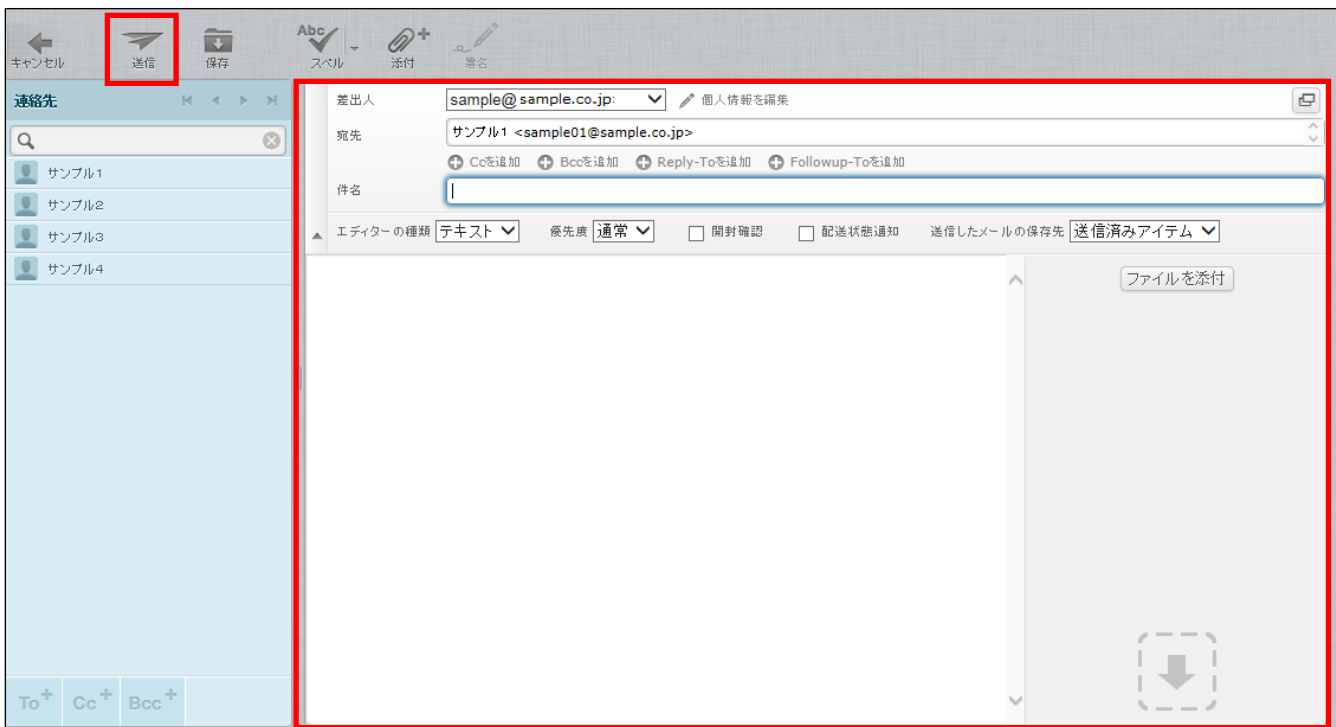 キャンセル 送信 保存 Abc スペル 添付 署名
連絡先
サンプル1
サンプル2
サンプル3
サンプル4
To+ Cc+ Bcc+
差出人 sample@sample.co.jp: 個人情報を編集
宛先 サンプル1 <sample01@sample.co.jp>
Ccを追加 Bccを追加 Reply-Toを追加 Followup-Toを追加
件名
エディターの種類 テキスト 優先度 通常 開封確認 配送状態通知 送信したメールの保存先 送信済みアイテム
ファイルを添付